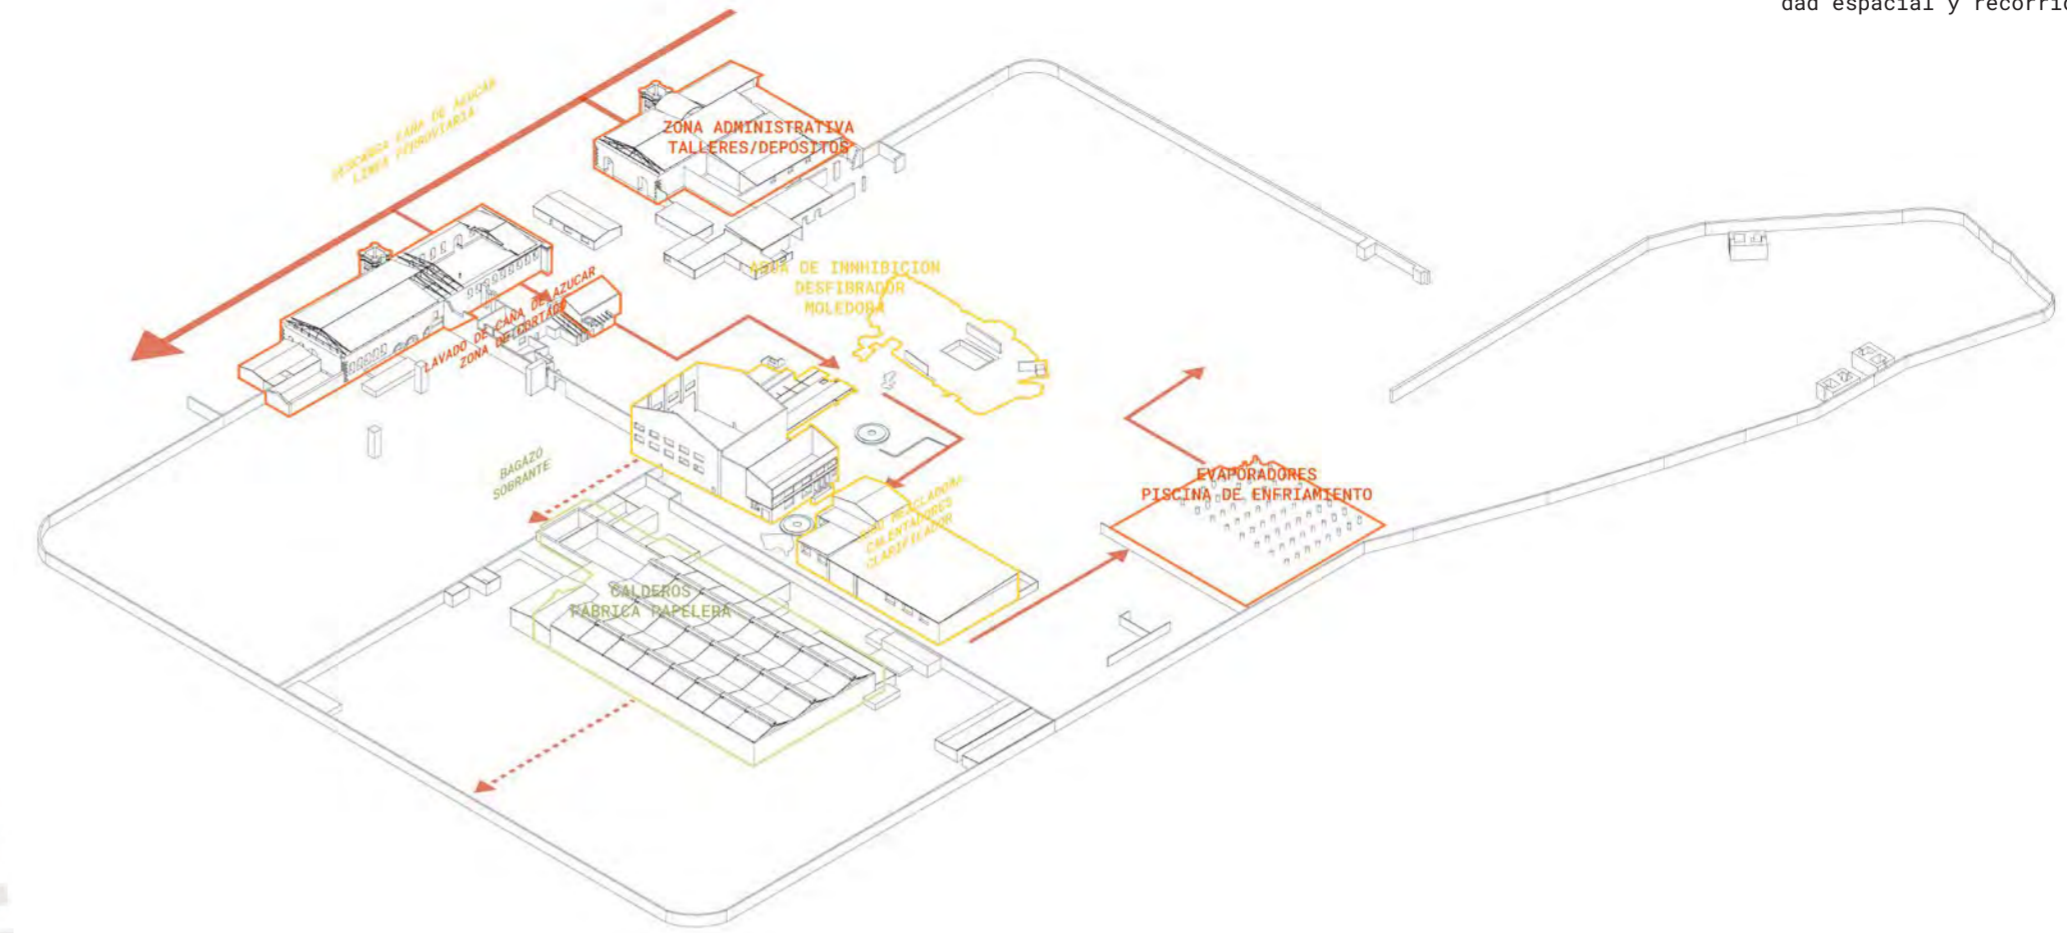 dad espacial y recorrid
DESCARGA CAÑA DE AZUCAR
LINEA FERROVIARIA
ZONA ADMINISTRATIVA
TALLERES/DEPOSITOS
LAVADO DE CAÑA DE AZUCAR
ZONA DE CORTADO
AGUA DE INNHIBICION
DESFIBRADOR
MOLEDORA
BAGAZO
SOBRANTE
MEZCLADORA
CALENTADORES
CLARIFICADOR
EVAPORADORES
PISCINA DE ENFRIAMIENTO
CALDEROS
FABRICA PAPELERA